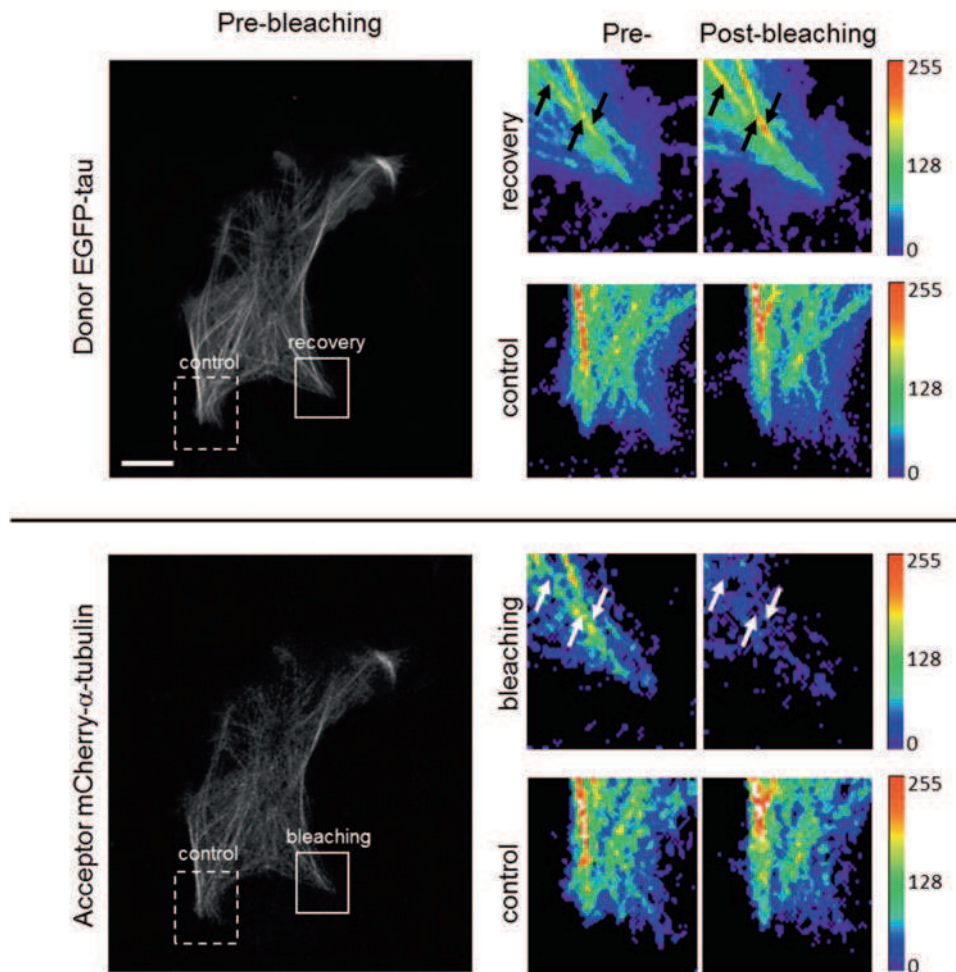 Pre-bleaching
Pre-
Post-bleaching
Donor EGFP-tau
control
recovery
recovery
255
128
0
control
255
128
0
Acceptor mCherry-α-tubulin
control
bleaching
bleaching
255
128
0
control
255
128
0